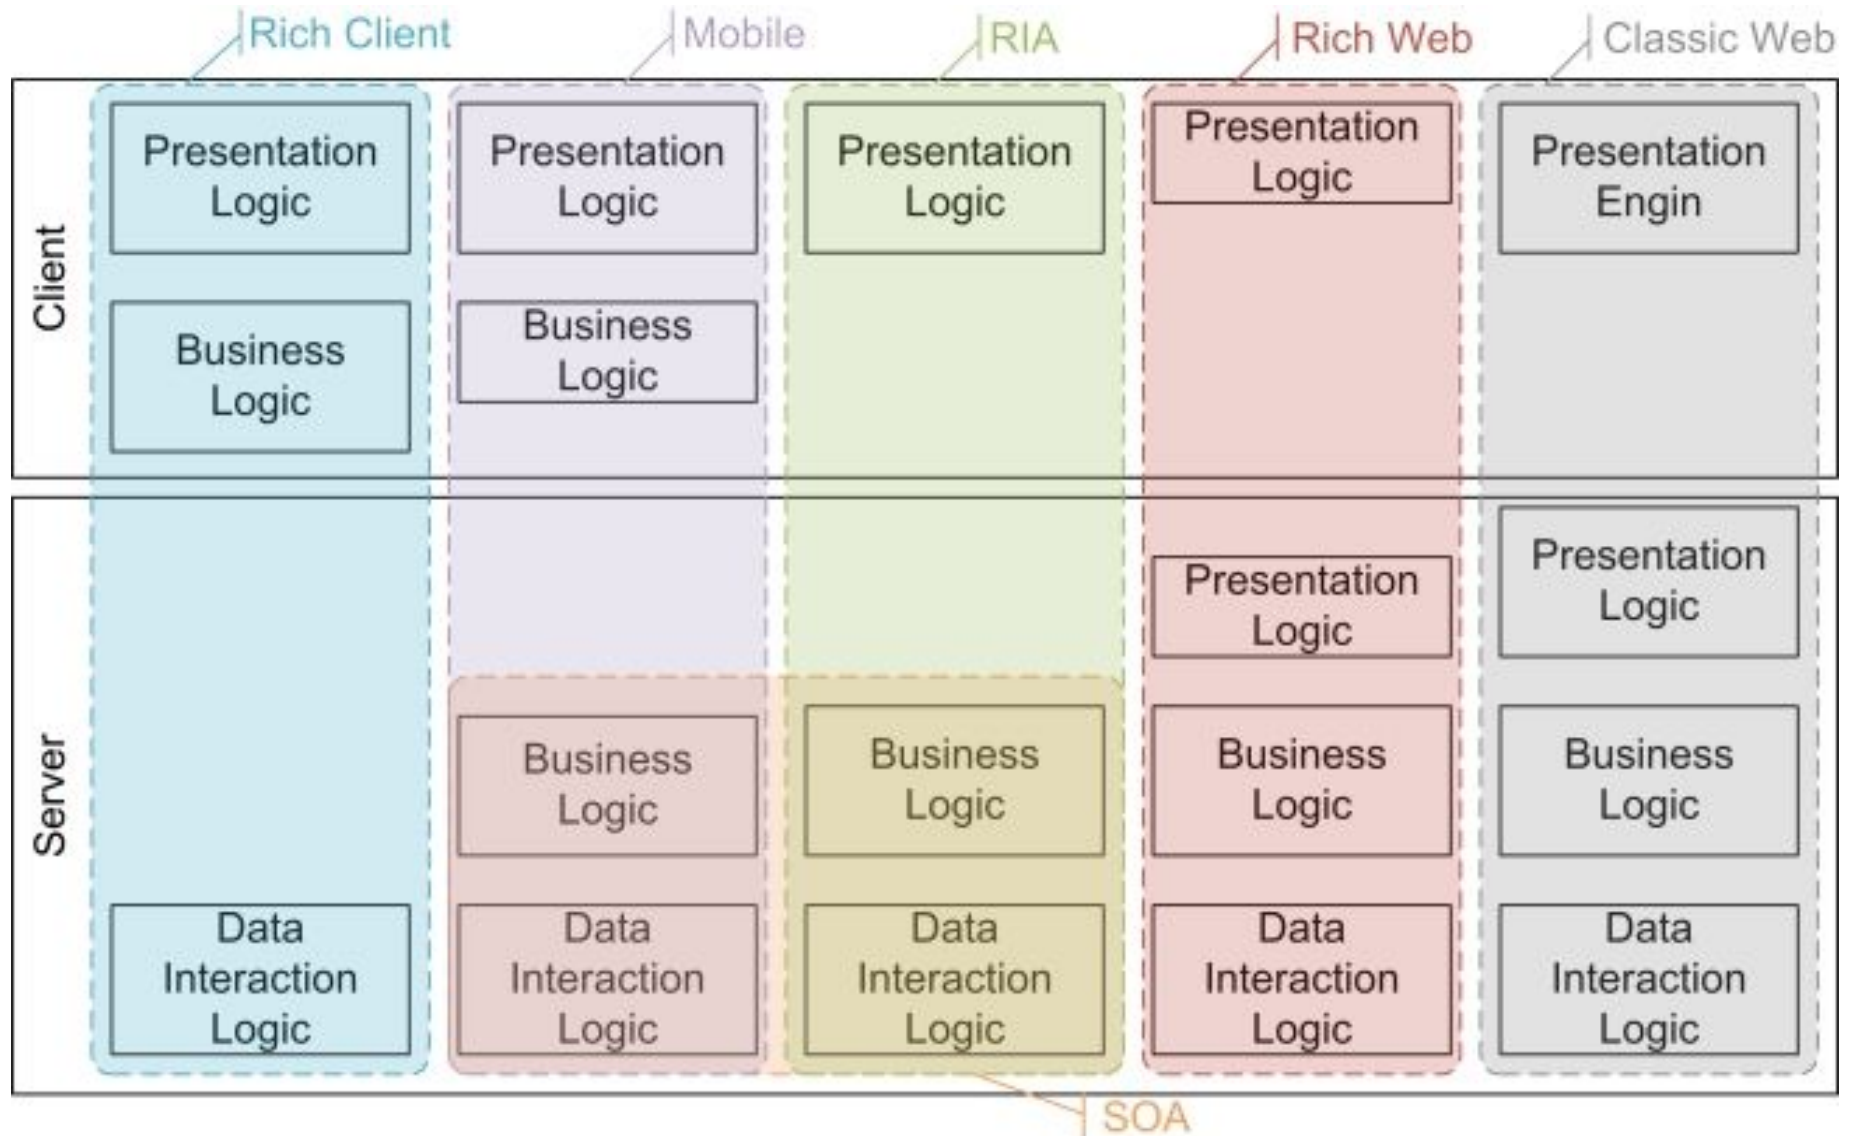 Rich Client
Mobile
RIA
Rich Web
Classic Web
Client
Presentation
Logic
Presentation
Logic
Presentation
Logic
Presentation
Logic
Presentation
Engin
Business
Logic
Business
Logic
Server
Presentation
Logic
Presentation
Logic
Business
Logic
Business
Logic
Business
Logic
Business
Logic
Data
Interaction
Logic
Data
Interaction
Logic
Data
Interaction
Logic
Data
Interaction
Logic
Data
Interaction
Logic
SOA